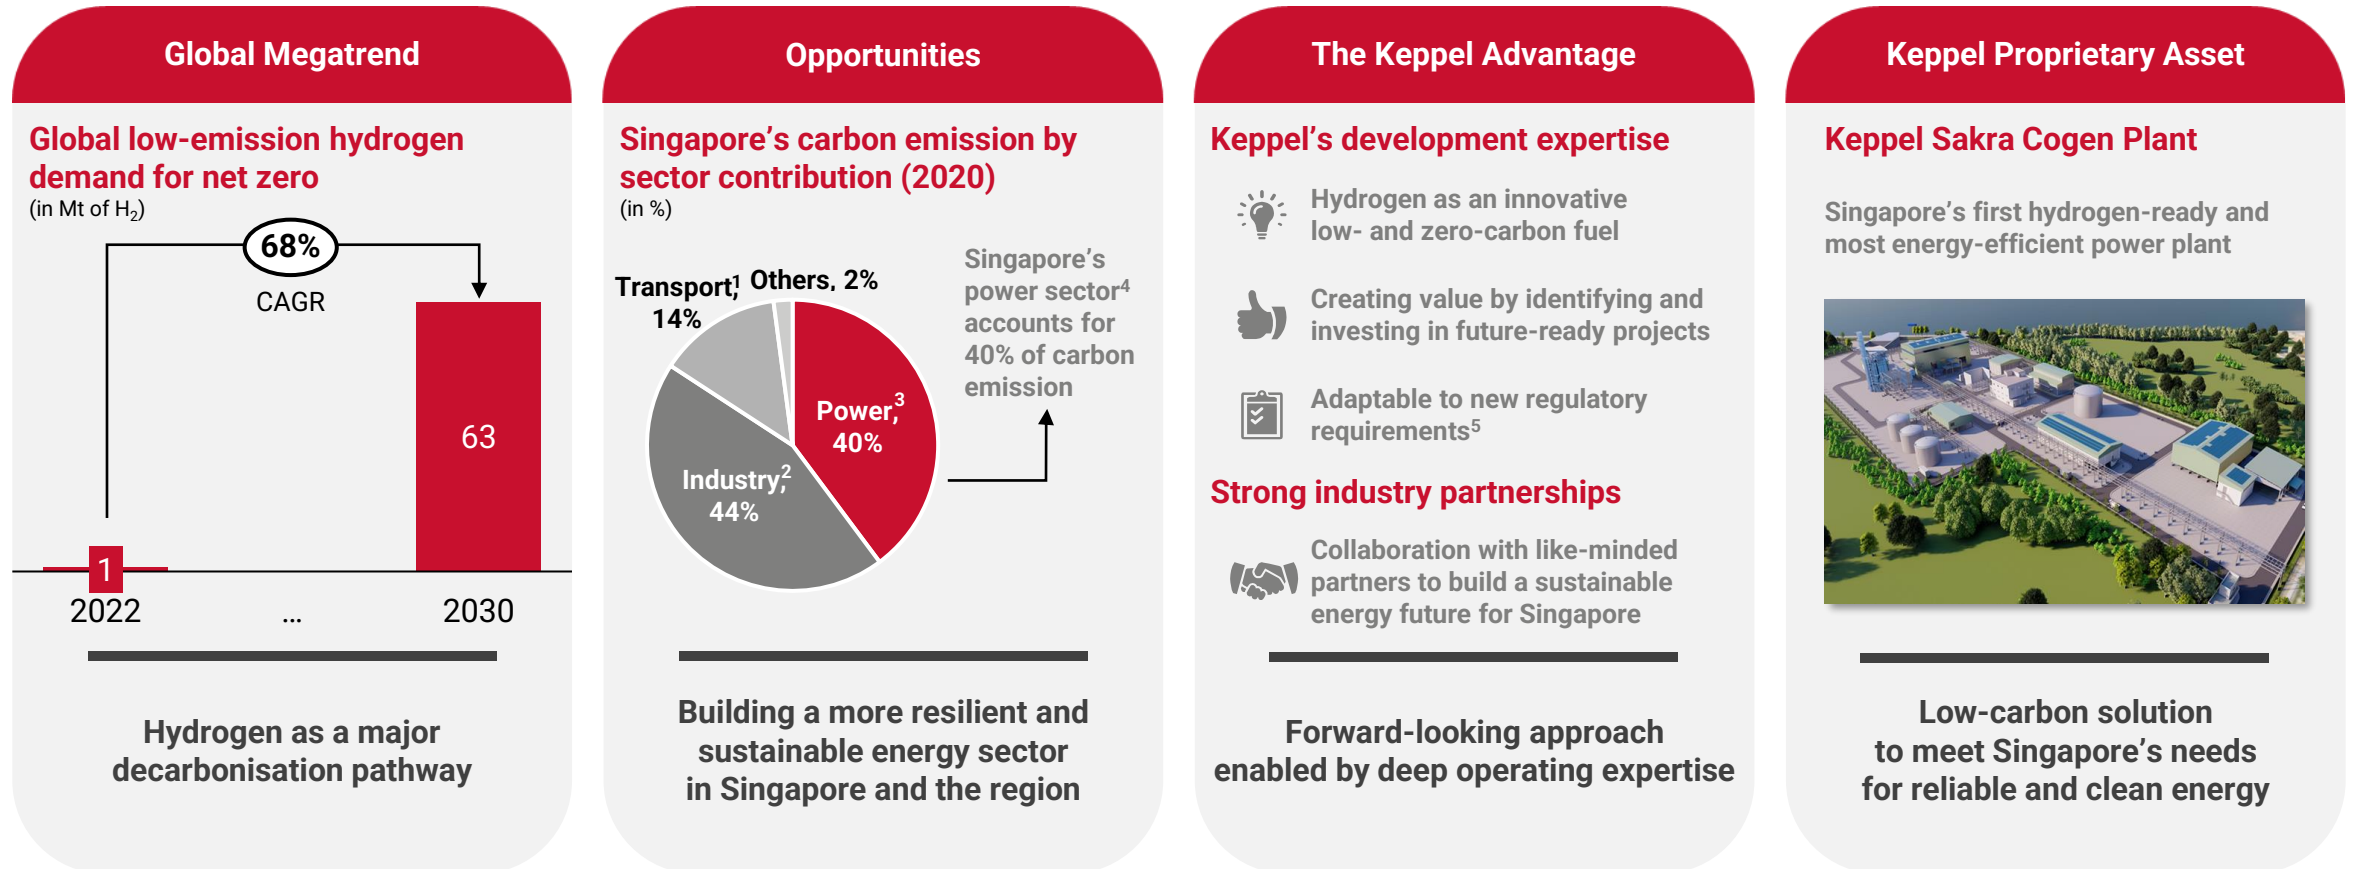 Global Megatrend
Global low-emission hydrogen
demand for net zero
(in Mt of H₂)
68%
CAGR
63
1
2022
...
2030
Hydrogen as a major
decarbonisation pathway
Opportunities
Singapore's carbon emission by
sector contribution (2020)
(in %)
Transport,¹
14%
Others, 2%
Power,³
40%
Industry,²
44%
Singapore's
power sector⁴
accounts for
40% of carbon
emission
Building a more resilient and
sustainable energy sector
in Singapore and the region
The Keppel Advantage
Keppel's development expertise
Hydrogen as an innovative
low- and zero-carbon fuel
Creating value by identifying and
investing in future-ready projects
Adaptable to new regulatory
requirements⁵
Strong industry partnerships
Collaboration with like-minded
partners to build a sustainable
energy future for Singapore
Forward-looking approach
enabled by deep operating expertise
Keppel Proprietary Asset
Keppel Sakra Cogen Plant
Singapore's first hydrogen-ready and
most energy-efficient power plant
Low-carbon solution
to meet Singapore's needs
for reliable and clean energy